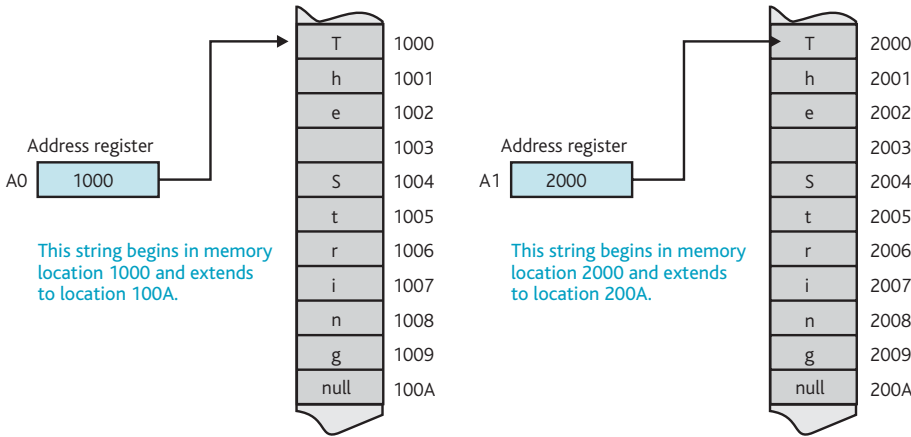 T 1000
h 1001
e 1002
1003
Address register
A0 1000
S 1004
t 1005
r 1006
i 1007
n 1008
g 1009
null 100A
This string begins in memory
location 1000 and extends
to location 100A.
T 2000
h 2001
e 2002
2003
Address register
A1 2000
S 2004
t 2005
r 2006
i 2007
n 2008
g 2009
null 200A
This string begins in memory
location 2000 and extends
to location 200A.